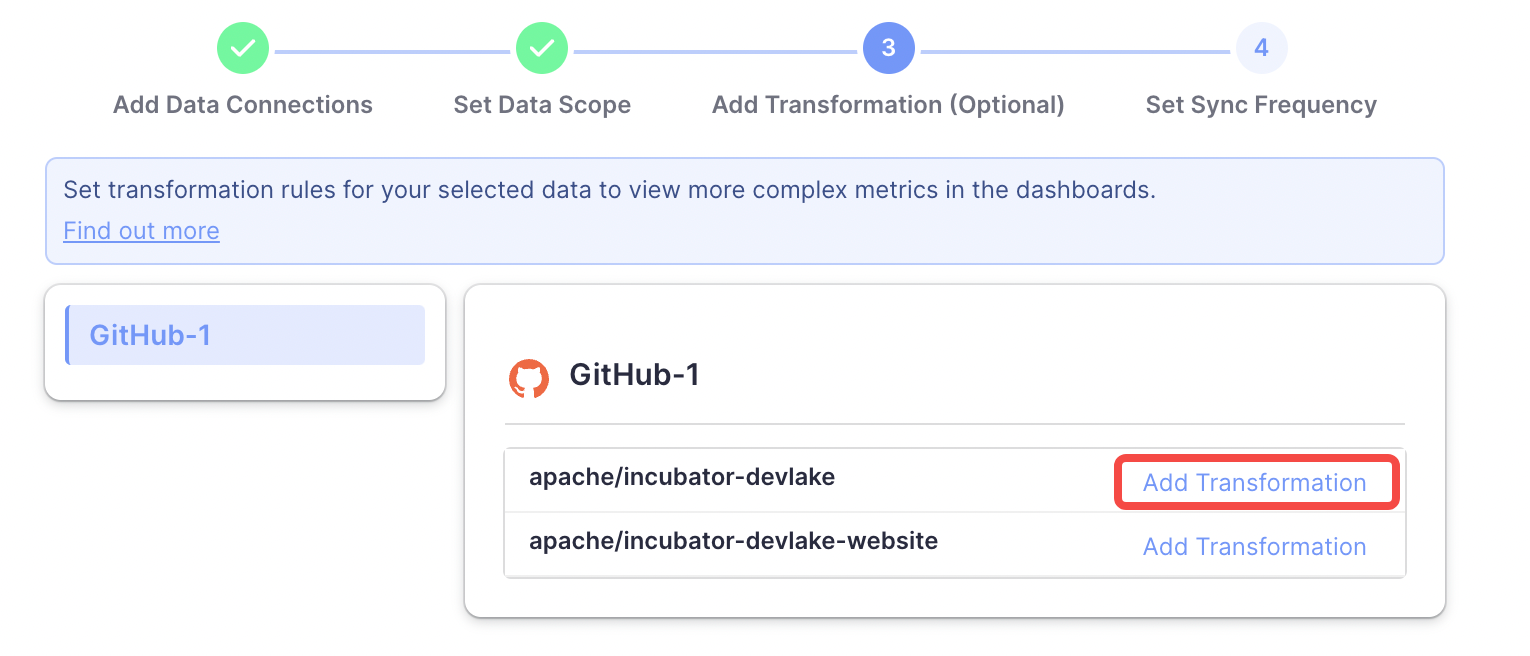 3
4
Add Data Connections
Set Data Scope
Add Transformation (Optional)
Set Sync Frequency
Set transformation rules for your selected data to view more complex metrics in the dashboards.
Find out more
GitHub-1
GitHub-1
apache/incubator-devlake
Add Transformation
apache/incubator-devlake-website
Add Transformation